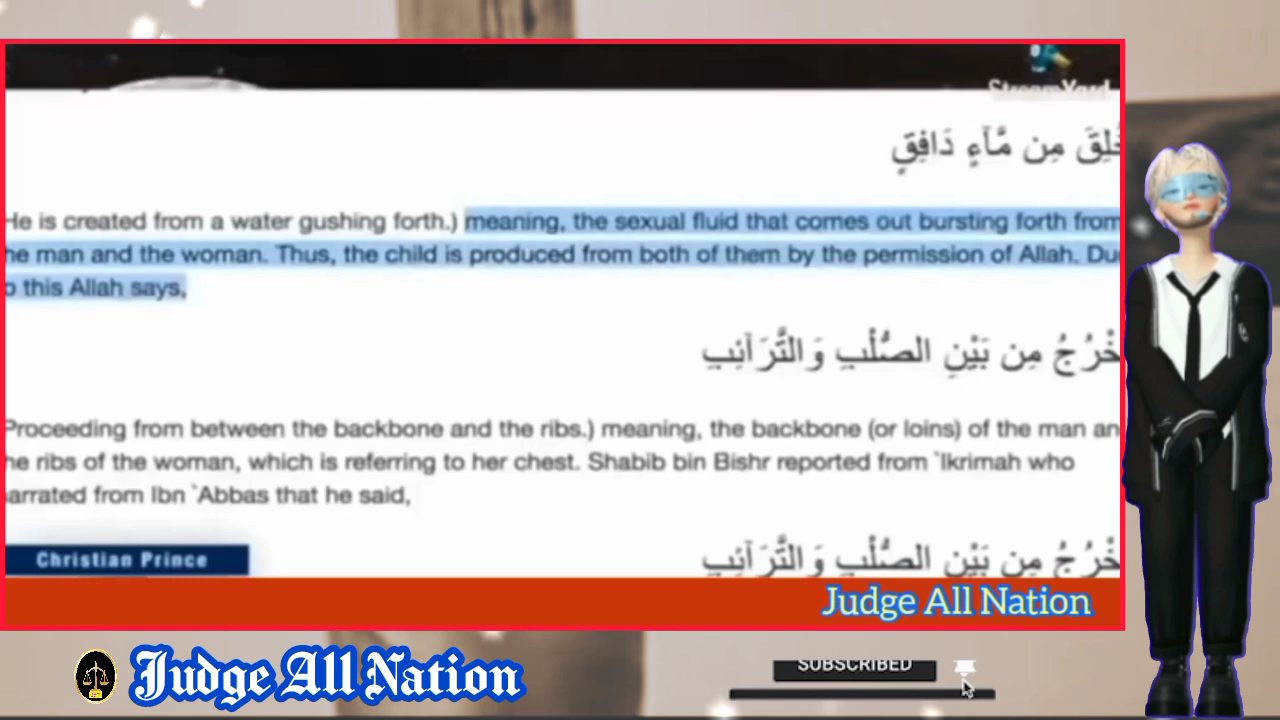 StreamYard
خُلِقَ مِن مَّآءٍ دَافِقٍ
He is created from a water gushing forth.) meaning, the sexual fluid that comes out bursting forth from
he man and the woman. Thus, the child is produced from both of them by the permission of Allah. Du
o this Allah says,
خْرُجُ مِن بَيْنِ الصُّلْبِ وَالتَّرَآئِبِ
Proceeding from between the backbone and the ribs.) meaning, the backbone (or loins) of the man an
he ribs of the woman, which is referring to her chest. Shabib bin Bishr reported from `Ikrimah who
arrated from Ibn `Abbas that he said,
خْرُجُ مِن بَيْنِ الصُّلْبِ وَالتَّرَآئِبِ
Christian Prince
Judge All Nation
Judge All Nation
SUBSCRIBED